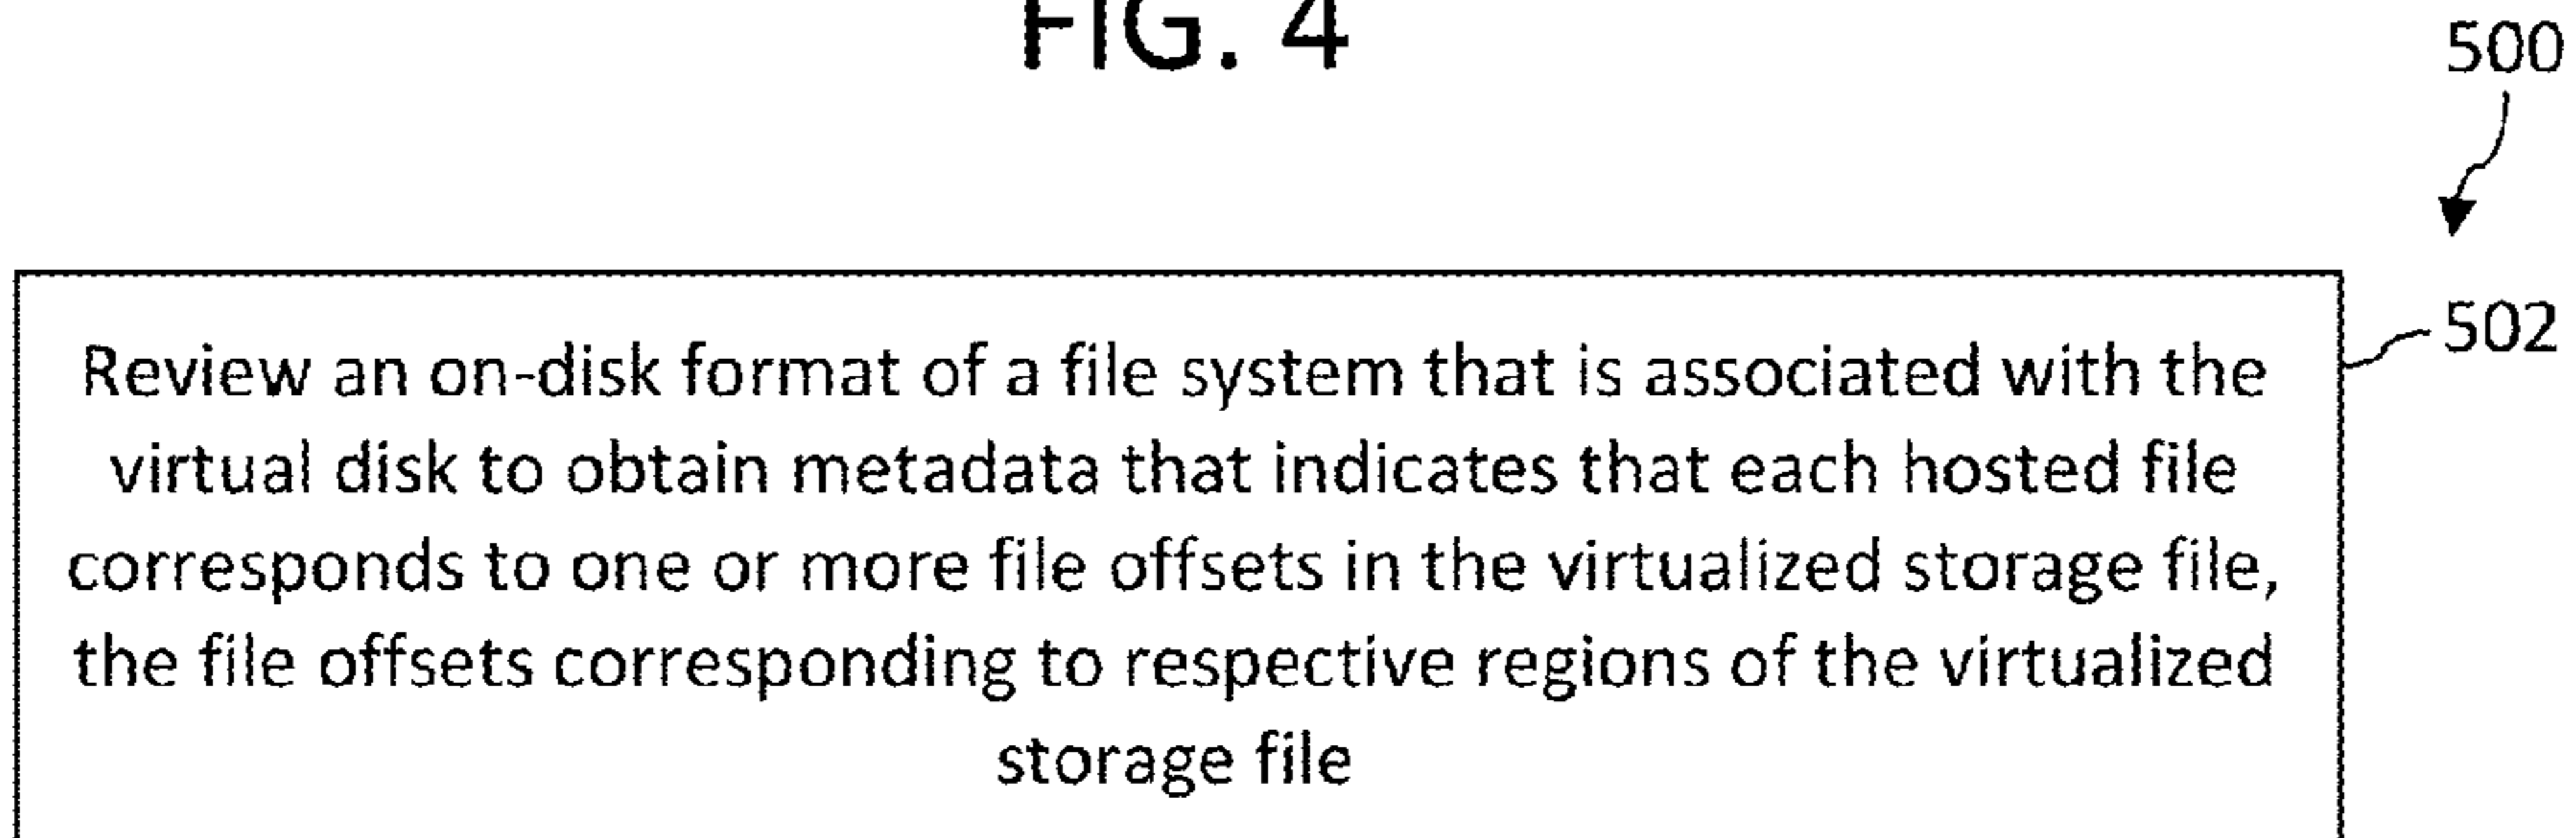 FIG. 4
500
502
Review an on-disk format of a file system that is associated with the
virtual disk to obtain metadata that indicates that each hosted file
corresponds to one or more file offsets in the virtualized storage file,
the file offsets corresponding to respective regions of the virtualized
storage file